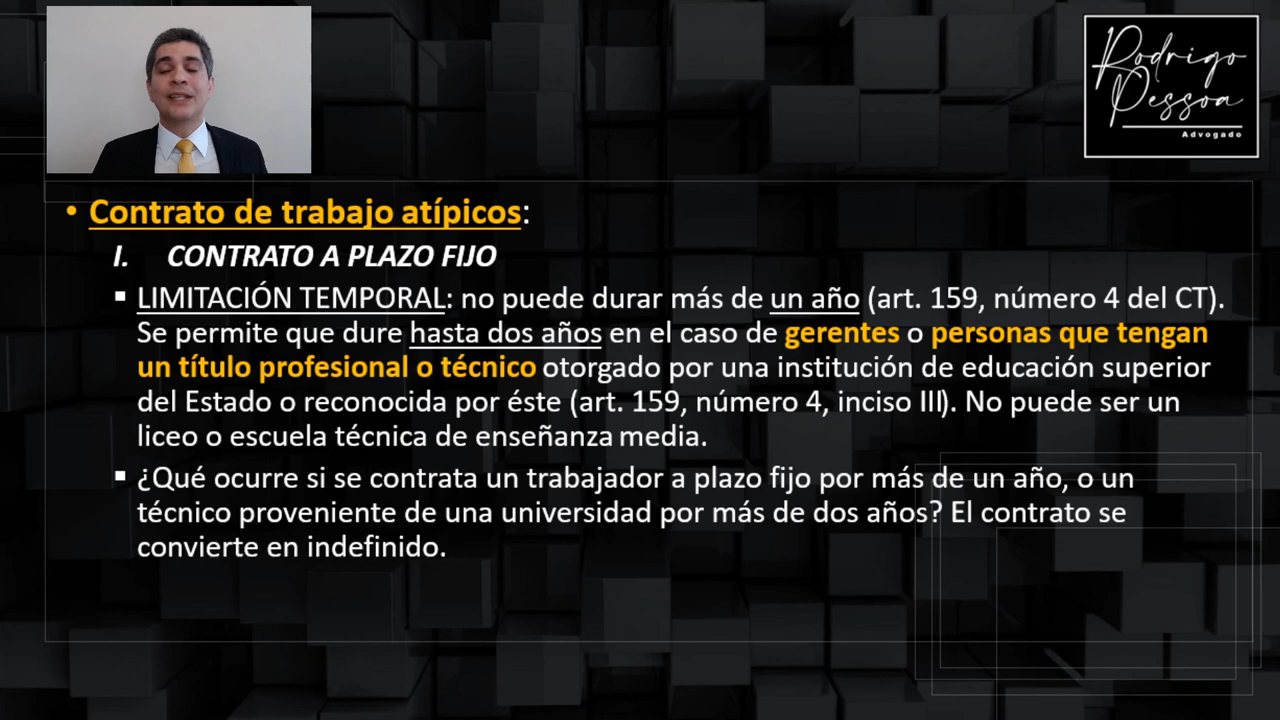 Rodrigo
Pessoa
Advogado
• Contrato de trabajo atípicos:
I. CONTRATO A PLAZO FIJO
▪ LIMITACIÓN TEMPORAL: no puede durar más de un año (art. 159, número 4 del CT).
Se permite que dure hasta dos años en el caso de gerentes o personas que tengan
un título profesional o técnico otorgado por una institución de educación superior
del Estado o reconocida por éste (art. 159, número 4, inciso III). No puede ser un
liceo o escuela técnica de enseñanza media.
▪ ¿Qué ocurre si se contrata un trabajador a plazo fijo por más de un año, o un
técnico proveniente de una universidad por más de dos años? El contrato se
convierte en indefinido.